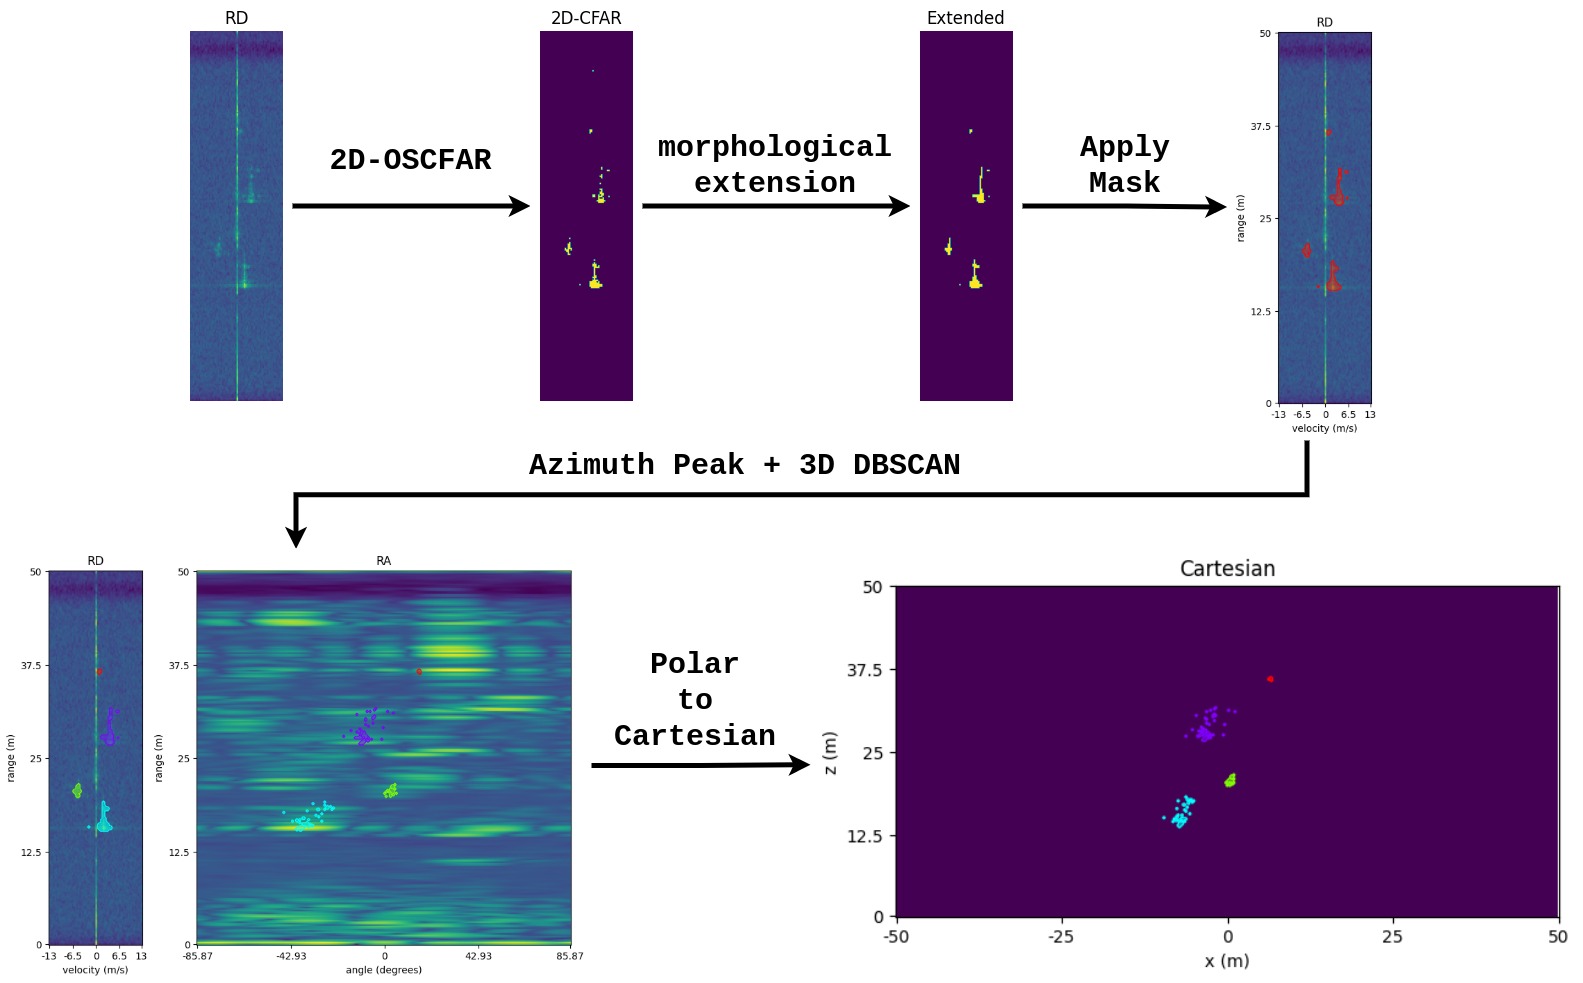 RD
2D-CFAR
Extended
RD
2D-OSCFAR
morphological
extension
Apply
Mask
50
37.5
25
12.5
0
range (m)
-13 -6.5 0 6.5 13
velocity (m/s)
Azimuth Peak + 3D DBSCAN
RD
50
37.5
25
12.5
0
range (m)
-13 -6.5 0 6.5 13
velocity (m/s)
RA
50
37.5
25
12.5
0
range (m)
-85.87 -42.93 0 42.93 85.87
angle (degrees)
Polar
to
Cartesian
Cartesian
50
37.5
25
12.5
0
z (m)
-50 -25 0 25 50
x (m)